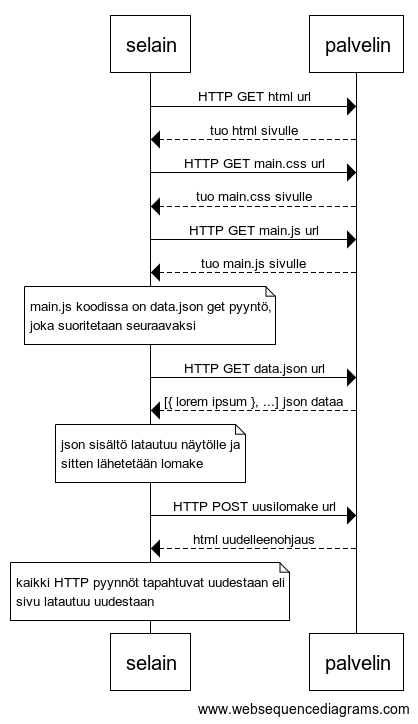 selain
palvelin
HTTP GET html url
tuo html sivulle
HTTP GET main.css url
tuo main.css sivulle
HTTP GET main.js url
tuo main.js sivulle
main.js koodissa on data.json get pyyntö,
joka suoritetaan seuraavaksi
HTTP GET data.json url
[{ lorem ipsum }, ...] json dataa
json sisältö latautuu näytölle ja
sitten lähetetään lomake
HTTP POST uusilomake url
html uudelleenohjaus
kaikki HTTP pyynnöt tapahtuvat uudestaan eli
sivu latautuu uudestaan
selain
palvelin
www.websequencediagrams.com